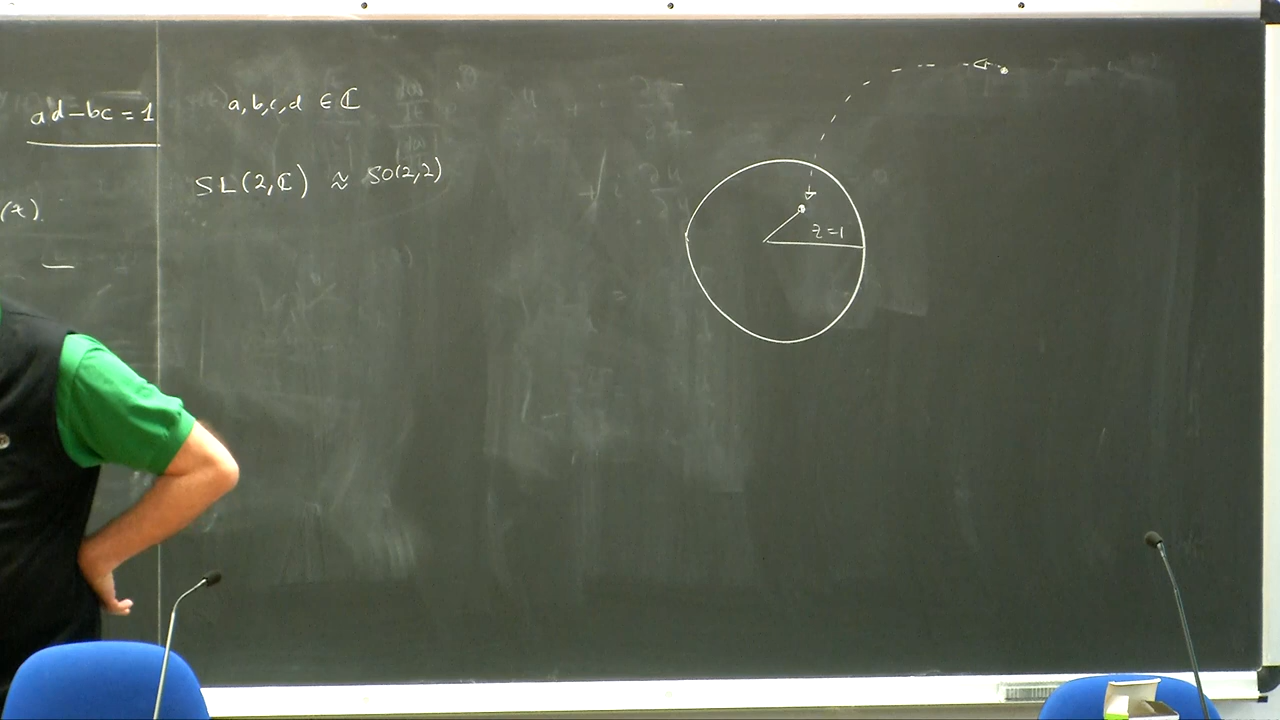 ad-bc=1
a,b,c,d ∈ ℂ
SL(2,ℂ) ≈ SO(2,2)
(z)
z=1